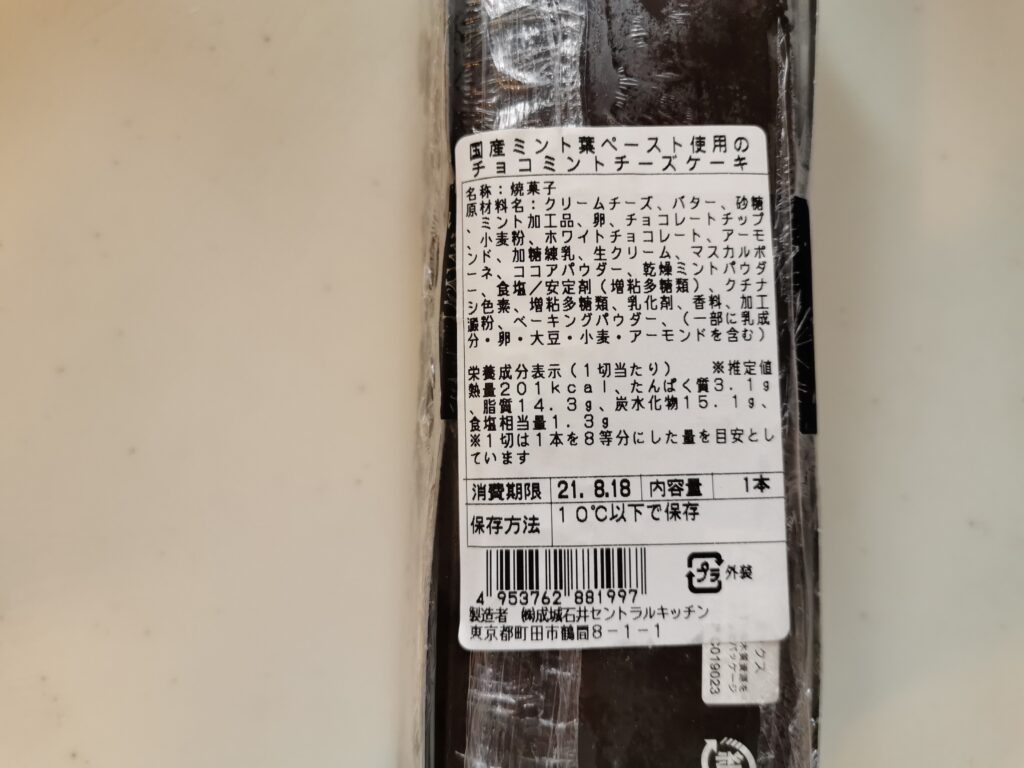 国産ミント葉ペースト使用の
チョコミントチーズケーキ
名称：焼菓子
原材料名：クリームチーズ、バター、砂糖
、ミント加工品、卵、チョコレートチップ
、小麦粉、ホワイトチョコレート、アーモ
ンド、加糖練乳、生クリーム、マスカルポ
ーネ、ココアパウダー、乾燥ミントパウダ
ー、食塩／安定剤（増粘多糖類）、クチナ
シ色素、増粘多糖類、乳化剤、香料、加工
澱粉、ベーキングパウダー、（一部に乳成
分・卵・大豆・小麦・アーモンドを含む）
栄養成分表示（１切当たり） ※推定値
熱量２０１ｋｃａｌ、たんぱく質３．１ｇ
、脂質１４．３ｇ、炭水化物１５．１ｇ、
食塩相当量１．３ｇ
※１切は１本を８等分にした量を目安とし
ています
消費期限 21. 8.18 内容量 1本
保存方法 １０℃以下で保存
プラ 外装
4 953762 881997
製造者 ㈱成城石井セントラルキッチン
東京都町田市鶴間８－１－１
パッケージ
019023
紙